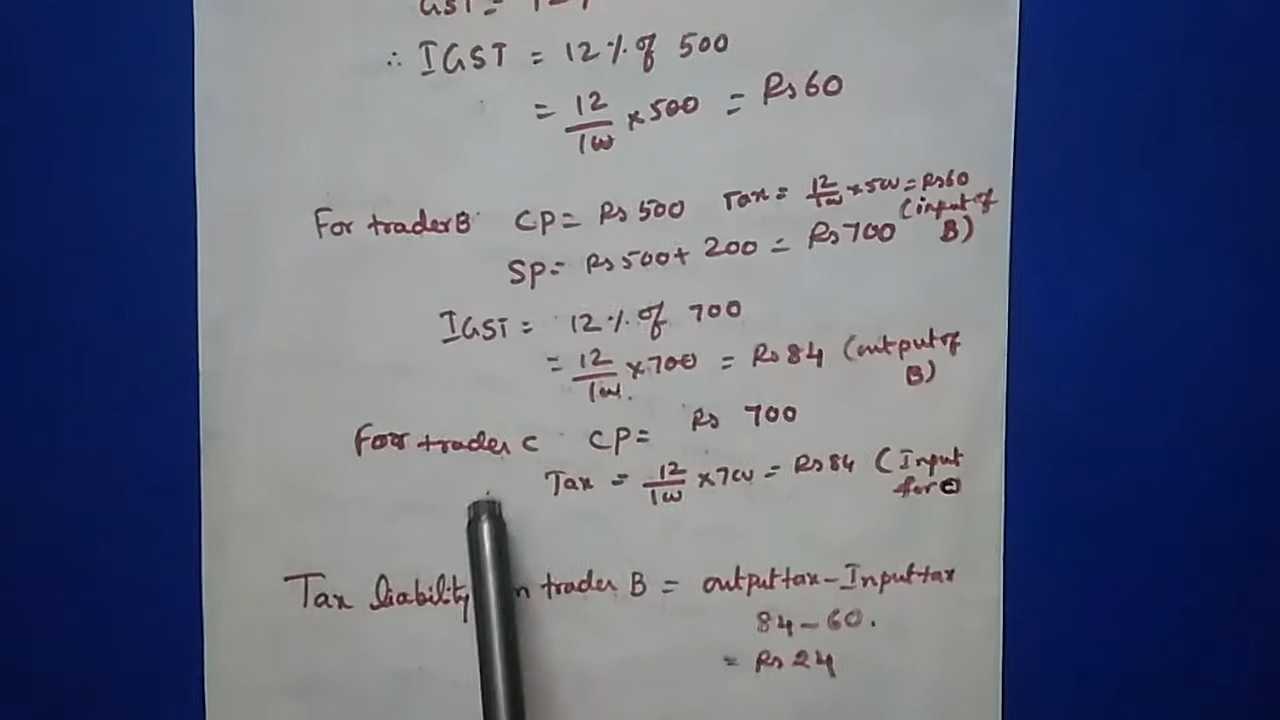 GST = 12%
∴ IGST = 12% of 500
= 12/100 × 500 = Rs 60
For trader B CP = Rs 500 Tax = 12/100 × 500 = Rs 60 (input of B)
SP = Rs 500 + 200 = Rs 700
IGST = 12% of 700
= 12/100 × 700 = Rs 84 (output of B)
For trader C CP = Rs 700
Tax = 12/100 × 700 = Rs 84 (Input for C)
Tax liability trader B = output tax – Input tax
84 – 60.
= Rs 24